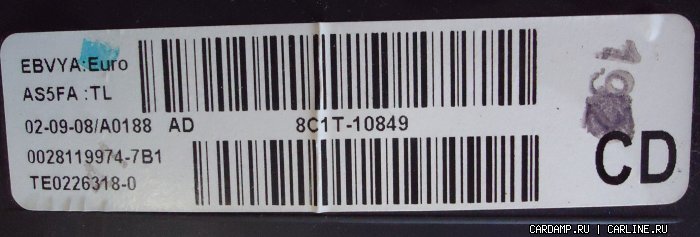 EBVYA:Euro
AS5FA :TL
02-09-08/A0188 AD 8C1T-10849
0028119974-7B1
TE0226318-0
CD
CARDAMP.RU | CARLINE.RU